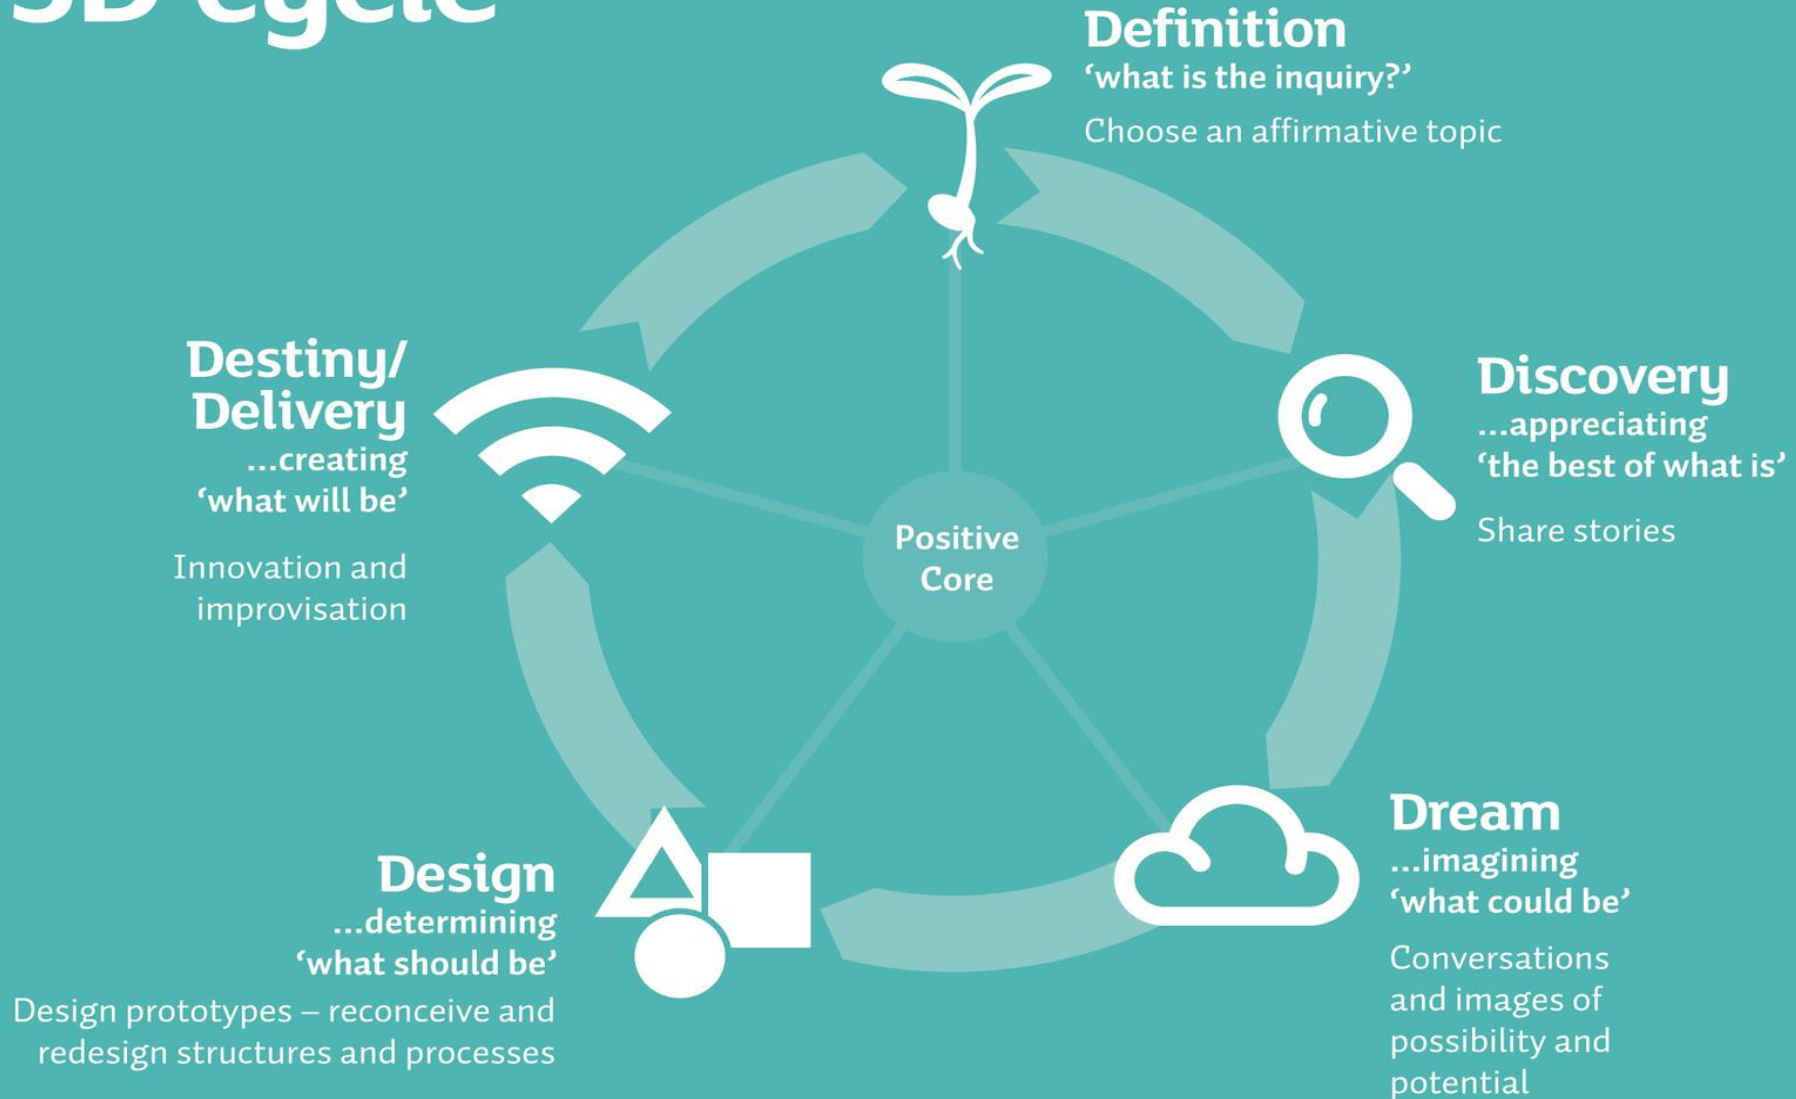 5D cycle
Definition
‘what is the inquiry?’
Choose an affirmative topic
Discovery
...appreciating
‘the best of what is’
Share stories
Dream
...imagining
‘what could be’
Conversations
and images of
possibility and
potential
Design
...determining
‘what should be’
Design prototypes – reconceive and
redesign structures and processes
Destiny/
Delivery
...creating
‘what will be’
Innovation and
improvisation
Positive
Core